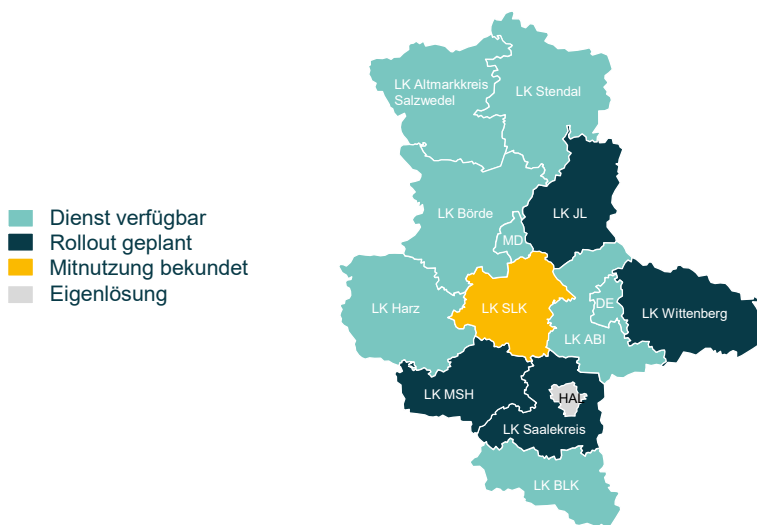 LK Altmarkkreis
Salzwedel
LK Stendal
LK Börde
LK JL
MD
Dienst verfügbar
Rollout geplant
Mitnutzung bekundet
Eigenlösung
LK Harz
LK SLK
DE
LK Wittenberg
LK ABI
LK MSH
HAL
LK Saalekreis
LK BLK